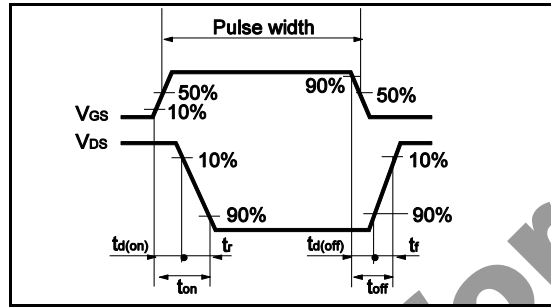 Pulse width
90%
50%
50%
10%
VGS
VDS
10%
10%
90%
90%
td(on)
tr
td(off)
tf
ton
toff